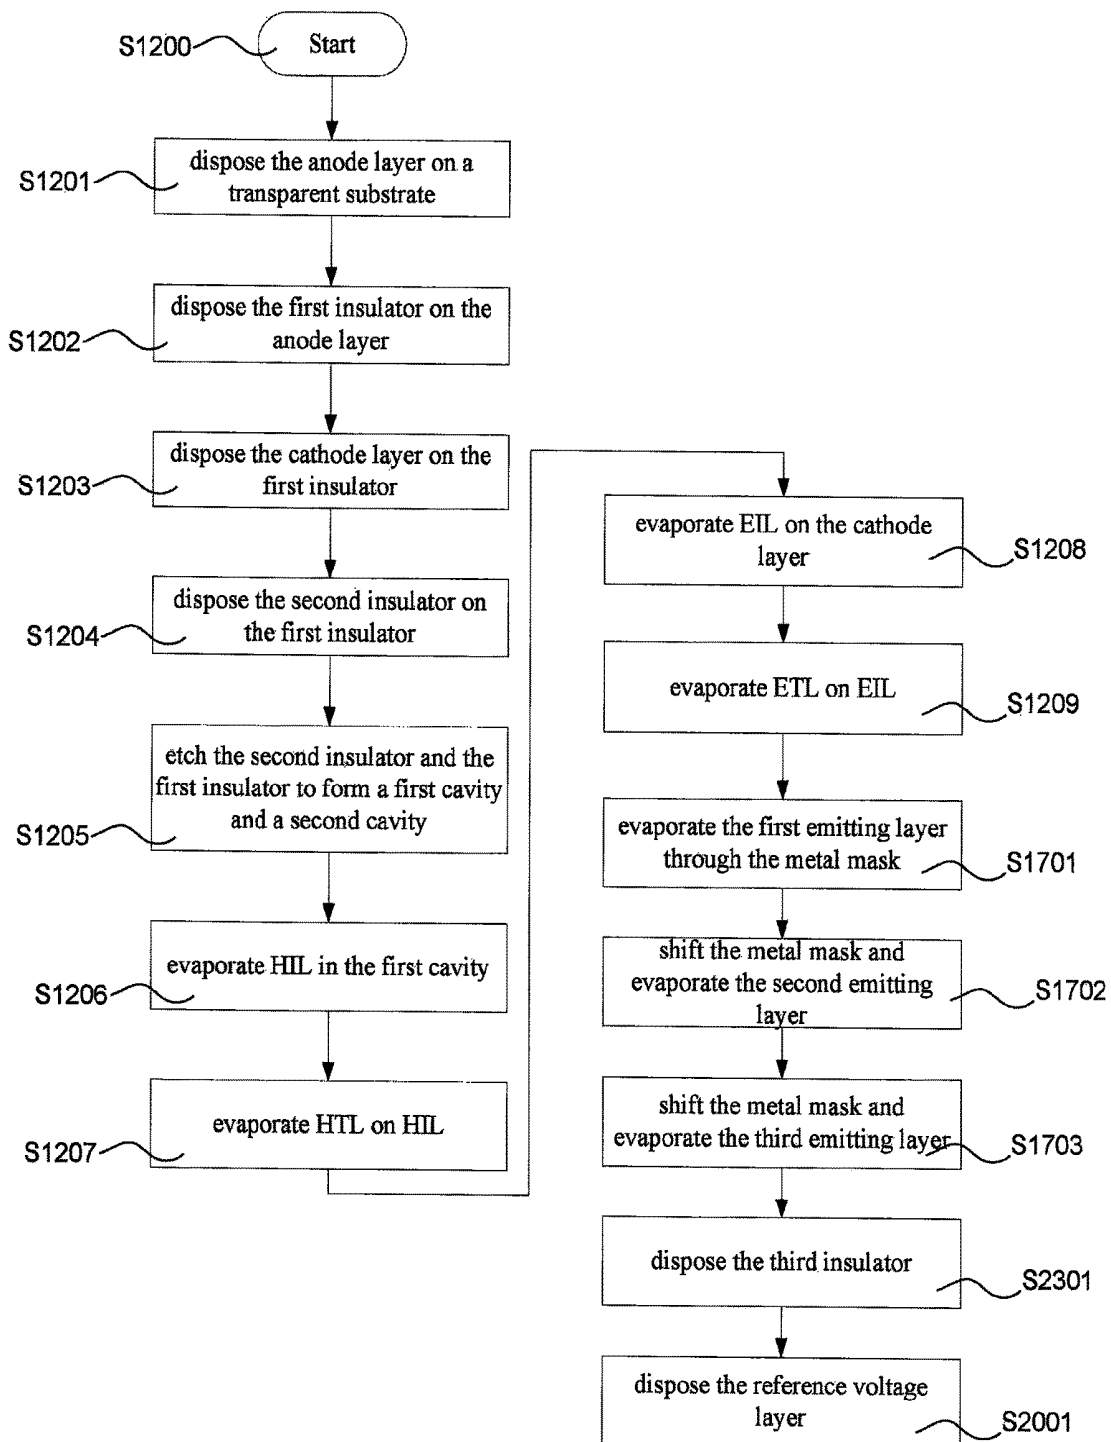 S1200
Start
S1201
dispose the anode layer on a
transparent substrate
S1202
dispose the first insulator on the
anode layer
S1203
dispose the cathode layer on the
first insulator
S1204
dispose the second insulator on
the first insulator
S1205
etch the second insulator and the
first insulator to form a first cavity
and a second cavity
S1206
evaporate HIL in the first cavity
S1207
evaporate HTL on HIL
evaporate EIL on the cathode
layer
S1208
evaporate ETL on EIL
S1209
evaporate the first emitting layer
through the metal mask
S1701
shift the metal mask and
evaporate the second emitting
layer
S1702
shift the metal mask and
evaporate the third emitting layer
S1703
dispose the third insulator
S2301
dispose the reference voltage
layer
S2001